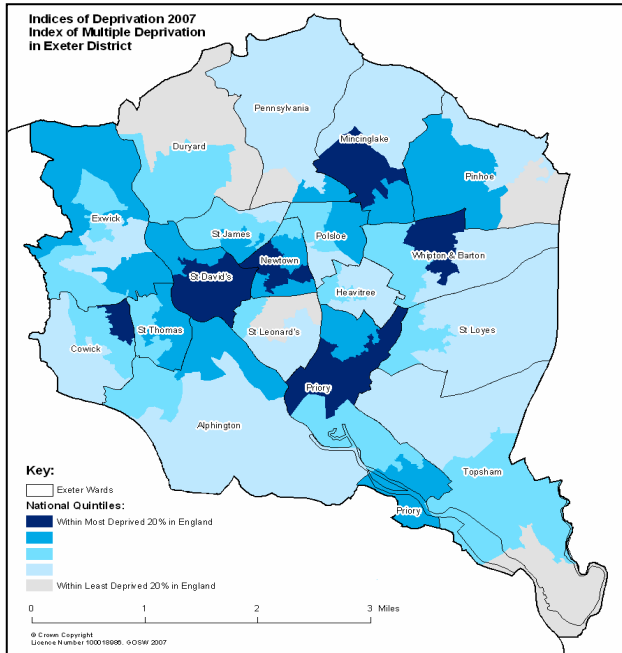 Indices of Deprivation 2007
Index of Multiple Deprivation
in Exeter District
Pennsylvania
Mincinglake
Duryard
Pinhoe
Exwick
St James
Polsloe
Newtown
Whipton & Barton
St David's
Heavitree
St Thomas
St Leonard's
St Loyes
Cowick
Priory
Alphington
Topsham
Priory
Key:
Exeter Wards
National Quintiles:
Within Most Deprived 20% in England
Within Least Deprived 20% in England
0 1 2 3 Miles
© Crown Copyright
Licence Number 100018986. GOSW 2007